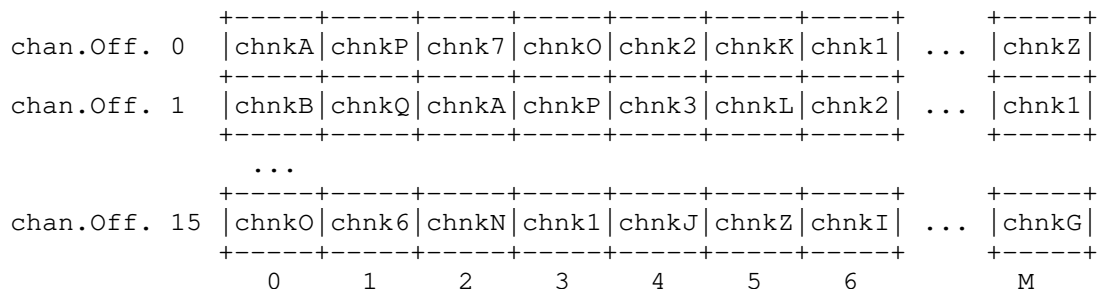 +-----+-----+-----+-----+-----+-----+-----+     +-----+
chan.Off. 0    |chnkA|chnkP|chnk7|chnkO|chnk2|chnkK|chnk1| ... |chnkZ|
               +-----+-----+-----+-----+-----+-----+-----+     +-----+
chan.Off. 1    |chnkB|chnkQ|chnkA|chnkP|chnk3|chnkL|chnk2| ... |chnk1|
               +-----+-----+-----+-----+-----+-----+-----+     +-----+
                 ...
               +-----+-----+-----+-----+-----+-----+-----+     +-----+
chan.Off. 15   |chnkO|chnk6|chnkN|chnk1|chnkJ|chnkZ|chnkI| ... |chnkG|
               +-----+-----+-----+-----+-----+-----+-----+     +-----+
                  0     1     2     3     4     5     6           M